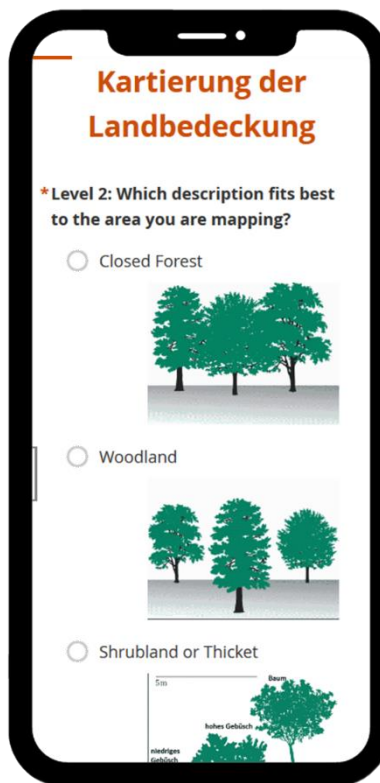 Kartierung der
Landbedeckung
*Level 2: Which description fits best
to the area you are mapping?
Closed Forest
Woodland
Shrubland or Thicket
5m
Baum
hohes Gebüsch
niedriges
Gebüsch